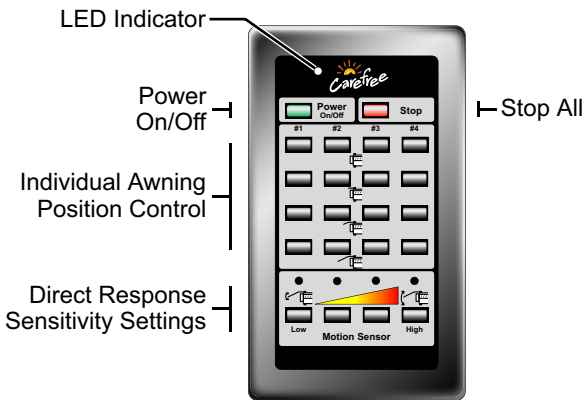 LED Indicator
Carefree
Power
On/Off
Power
On/Off
Stop
Stop All
#1 #2 #3 #4
Individual Awning
Position Control
Direct Response
Sensitivity Settings
Low
High
Motion Sensor